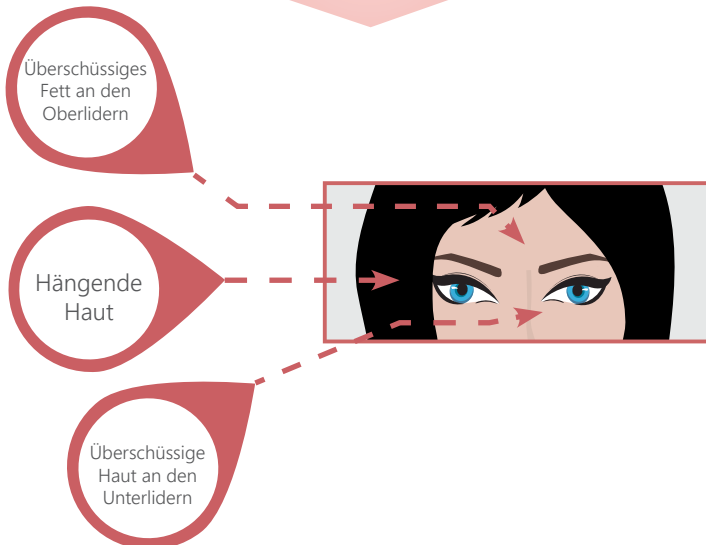 Überschüssiges
Fett an den
Oberlidern
Hängende
Haut
Überschüssige
Haut an den
Unterlidern